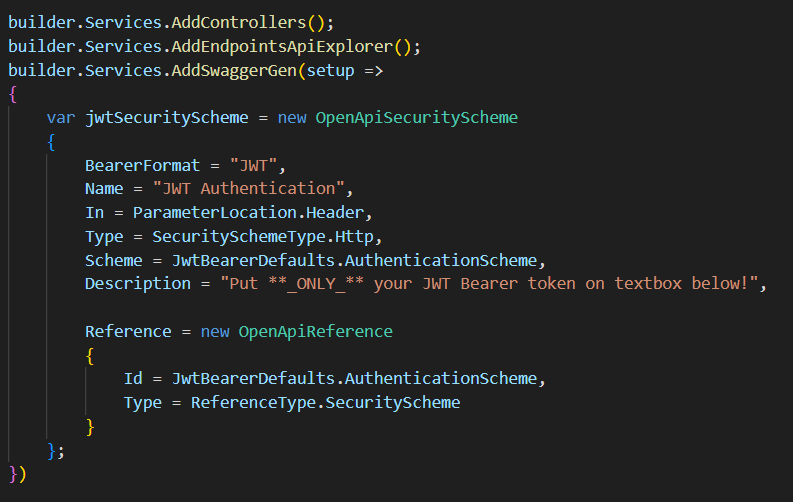 builder.Services.AddControllers();
builder.Services.AddEndpointsApiExplorer();
builder.Services.AddSwaggerGen(setup =>
{
    var jwtSecurityScheme = new OpenApiSecurityScheme
    {
        BearerFormat = "JWT",
        Name = "JWT Authentication",
        In = ParameterLocation.Header,
        Type = SecuritySchemeType.Http,
        Scheme = JwtBearerDefaults.AuthenticationScheme,
        Description = "Put **_ONLY_** your JWT Bearer token on textbox below!",

        Reference = new OpenApiReference
        {
            Id = JwtBearerDefaults.AuthenticationScheme,
            Type = ReferenceType.SecurityScheme
        }
    };
})